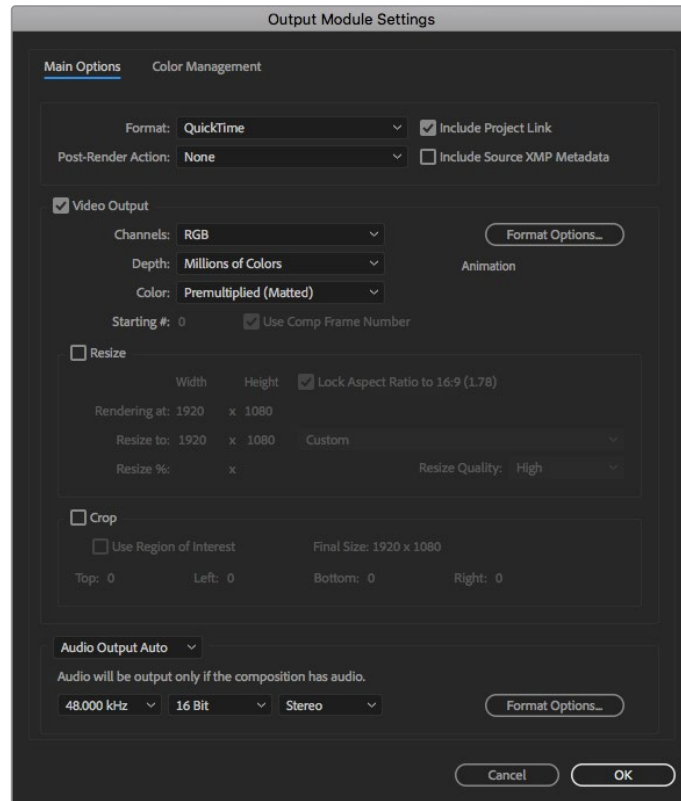 Output Module Settings
Main Options Color Management
Format: QuickTime Include Project Link
Post-Render Action: None Include Source XMP Metadata
Video Output
Channels: RGB Format Options...
Depth: Millions of Colors Animation
Color: Premultiplied (Matted)
Starting #: 0 Use Comp Frame Number
Resize
Width Height Lock Aspect Ratio to 16:9 (1.78)
Rendering at: 1920 x 1080
Resize to: 1920 x 1080 Custom
Resize %: x Resize Quality: High
Crop
Use Region of Interest Final Size: 1920 x 1080
Top: 0 Left: 0 Bottom: 0 Right: 0
Audio Output Auto
Audio will be output only if the composition has audio.
48.000 kHz 16 Bit Stereo Format Options...
Cancel OK